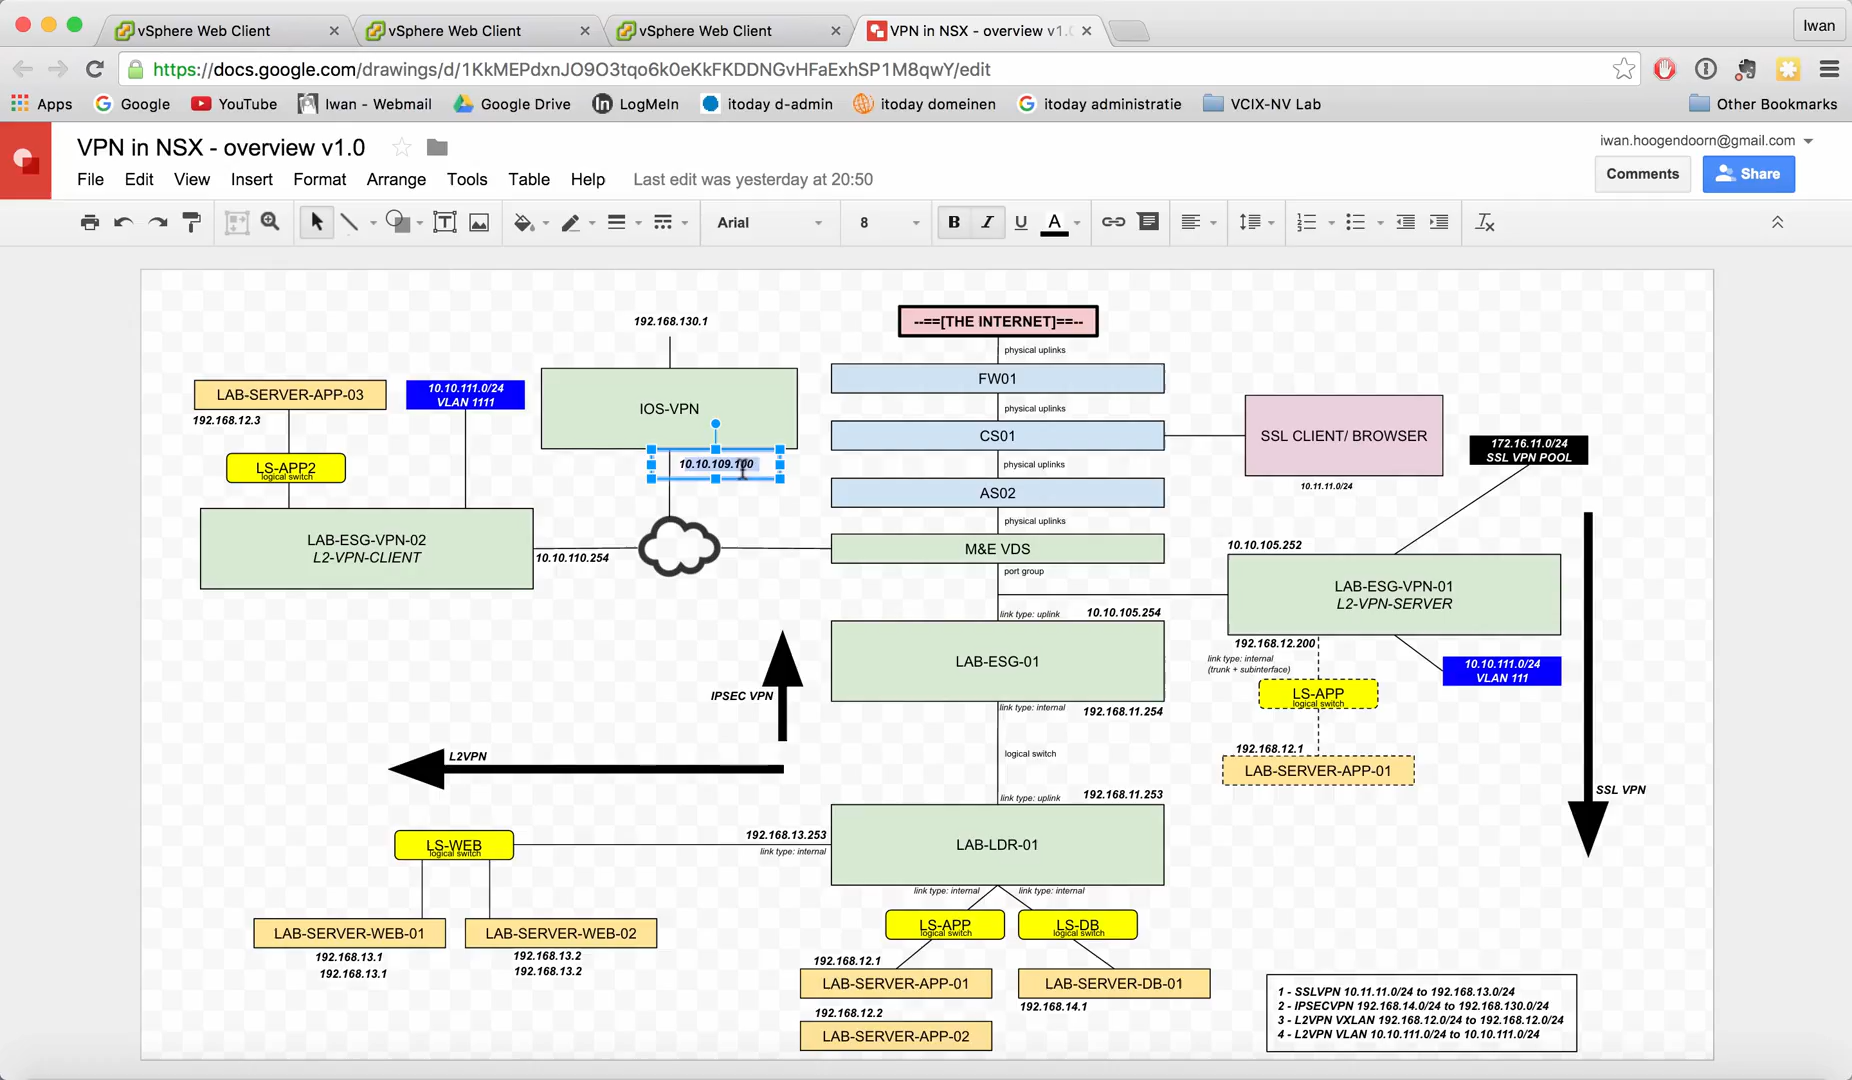 vSphere Web Client
vSphere Web Client
vSphere Web Client
VPN in NSX - overview v1.0
Iwan
https://docs.google.com/drawings/d/1KkMEPdxnJO9O3tqo6k0eKkFKDDNGvHFaExhSP1M8qwY/edit
Apps
Google
YouTube
Iwan - Webmail
Google Drive
LogMeIn
itoday d-admin
itoday domeinen
itoday administratie
VCIX-NV Lab
Other Bookmarks
VPN in NSX - overview v1.0
iwan.hoogendoorn@gmail.com
File Edit View Insert Format Arrange Tools Table Help
Last edit was yesterday at 20:50
Comments
Share
Arial
8
B I U A
192.168.130.1
--==[THE INTERNET]==--
physical uplinks
FW01
physical uplinks
CS01
physical uplinks
AS02
physical uplinks
M&E VDS
port group
LAB-SERVER-APP-03
192.168.12.3
10.10.111.0/24
VLAN 1111
IOS-VPN
10.10.109.100
LS-APP2
logical switch
LAB-ESG-VPN-02
L2-VPN-CLIENT
10.10.110.254
SSL CLIENT/ BROWSER
10.11.11.0/24
172.16.11.0/24
SSL VPN POOL
10.10.105.252
LAB-ESG-VPN-01
L2-VPN-SERVER
192.168.12.200
link type: internal
(trunk + subinterface)
10.10.111.0/24
VLAN 111
LS-APP
logical switch
192.168.12.1
LAB-SERVER-APP-01
SSL VPN
link type: uplink
10.10.105.254
LAB-ESG-01
link type: internal
192.168.11.254
IPSEC VPN
L2VPN
logical switch
link type: uplink
192.168.11.253
LAB-LDR-01
192.168.13.253
link type: internal
LS-WEB
logical switch
LAB-SERVER-WEB-01
192.168.13.1
192.168.13.1
LAB-SERVER-WEB-02
192.168.13.2
192.168.13.2
link type: internal
link type: internal
LS-APP
logical switch
LS-DB
logical switch
192.168.12.1
LAB-SERVER-APP-01
192.168.12.2
LAB-SERVER-APP-02
LAB-SERVER-DB-01
192.168.14.1
1 - SSLVPN 10.11.11.0/24 to 192.168.13.0/24
2 - IPSECVPN 192.168.14.0/24 to 192.168.130.0/24
3 - L2VPN VXLAN 192.168.12.0/24 to 192.168.12.0/24
4 - L2VPN VLAN 10.10.111.0/24 to 10.10.111.0/24